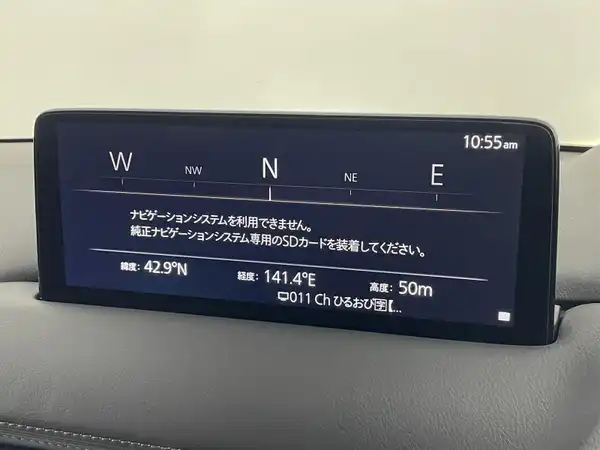 10:55am
W NW N NE E
ナビゲーションシステムを利用できません。
純正ナビゲーションシステム専用のSDカードを装着してください。
緯度: 42.9°N 経度: 141.4°E 高度: 50m
011 Ch ひるおび🈑【...